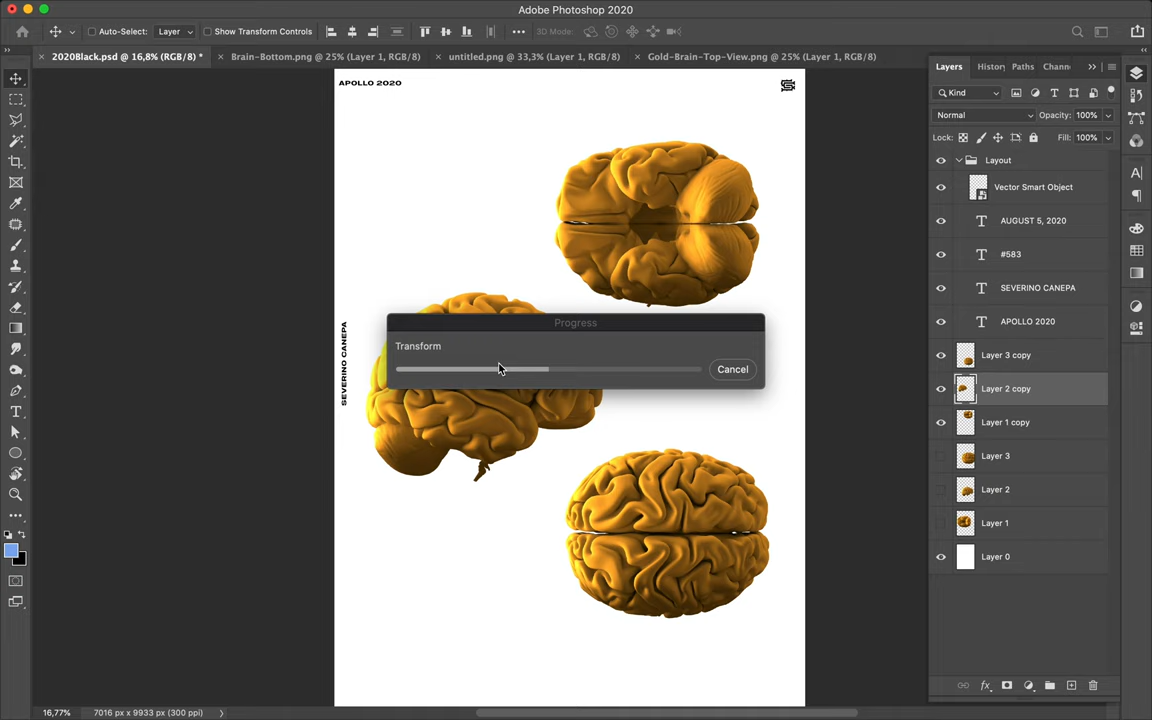 Adobe Photoshop 2020
Auto-Select: Layer Show Transform Controls 3D Mode:
2020Black.psd @ 16,8% (RGB/8) * Brain-Bottom.png @ 25% (Layer 1, RGB/8) untitled.png @ 33,3% (Layer 1, RGB/8) Gold-Brain-Top-View.png @ 25% (Layer 1, RGB/8)
Layers History Paths Chann
APOLLO 2020
Kind
Normal Opacity: 100%
Lock: Fill: 100%
Layout
Vector Smart Object
AUGUST 5, 2020
#583
SEVERINO CANEPA
APOLLO 2020
Layer 3 copy
Layer 2 copy
Layer 1 copy
Layer 3
Layer 2
Layer 1
Layer 0
Progress
Transform
Cancel
SEVERINO CANEPA
16,77% 7016 px x 9933 px (300 ppi)
fx